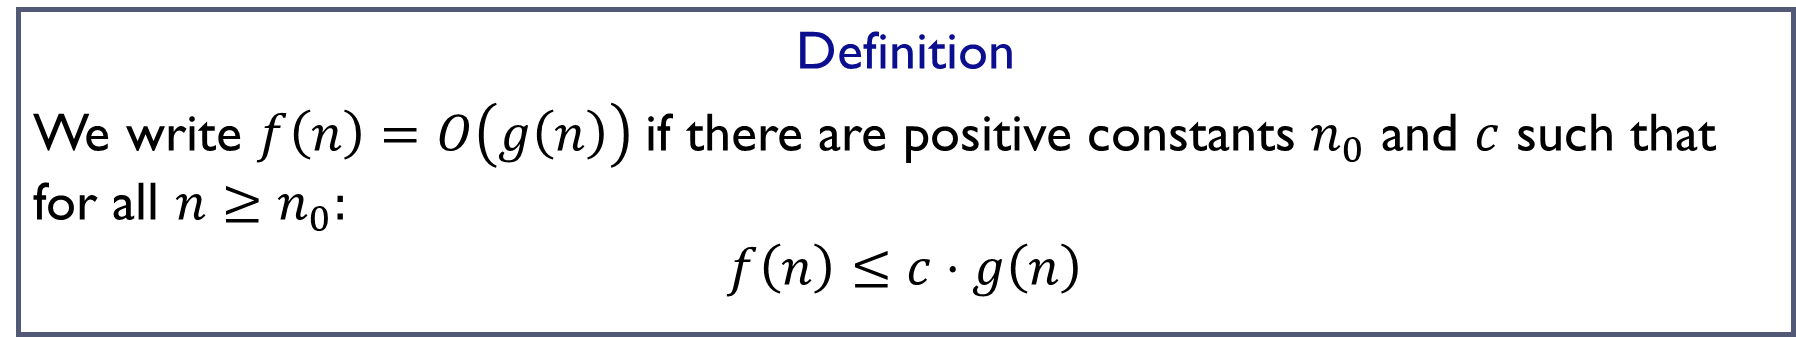 Definition
We write f(n) = O(g(n)) if there are positive constants n₀ and c such that
for all n ≥ n₀:
f(n) ≤ c · g(n)